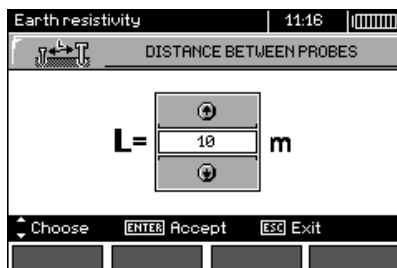 Earth resistivity 11:16
L
DISTANCE BETWEEN PROBES
L= 10 m
Choose ENTER Accept ESC Exit